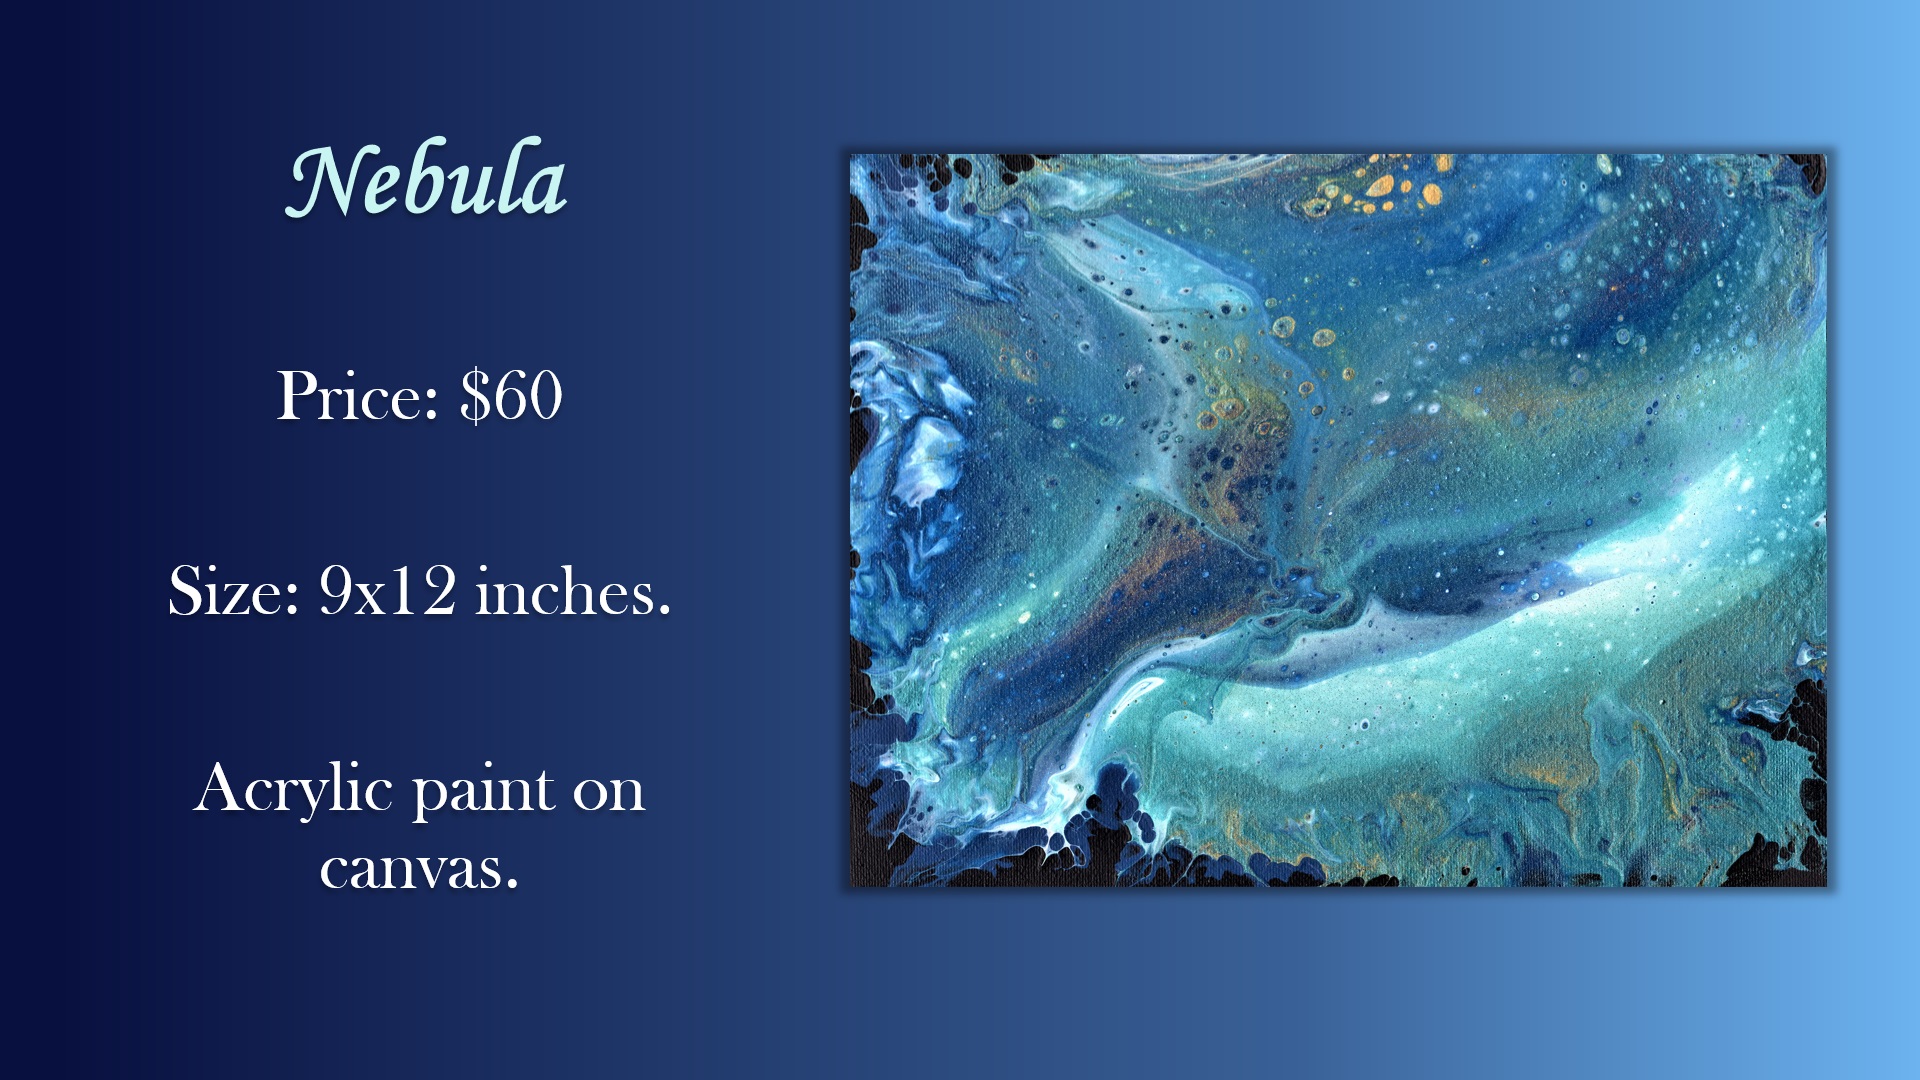 Nebula
Price: $60
Size: 9x12 inches.
Acrylic paint on
canvas.